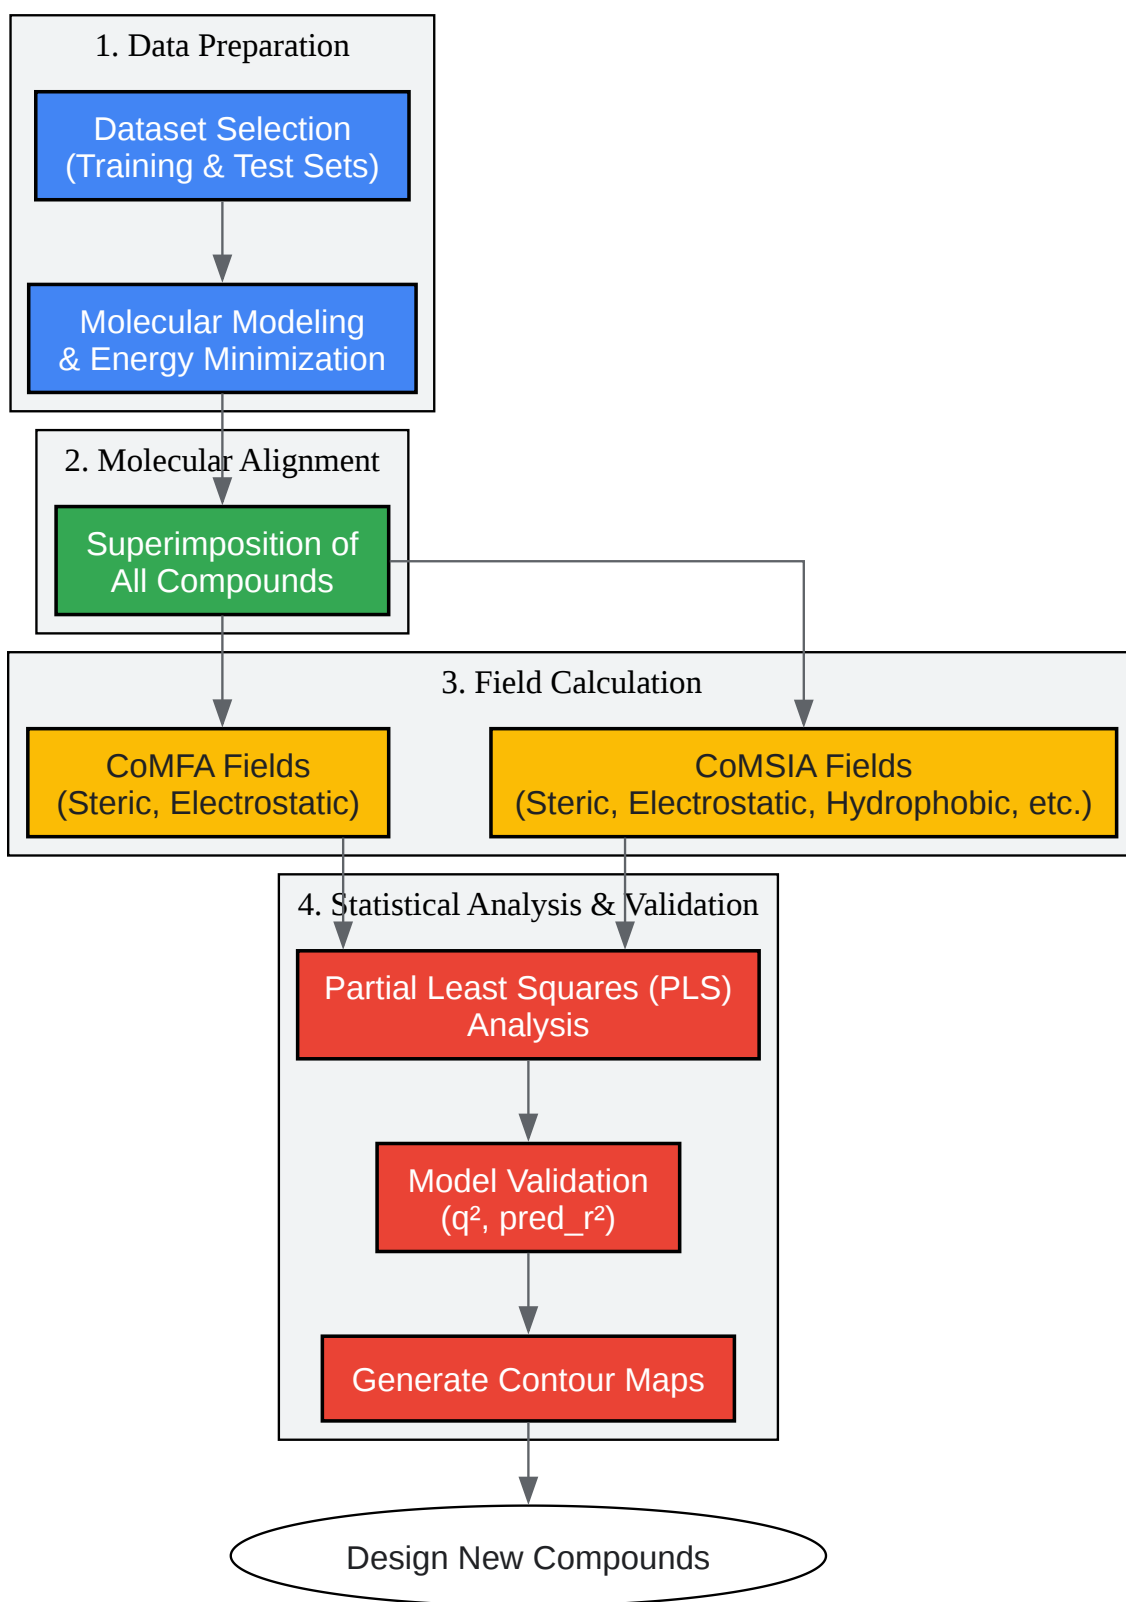 1. Data Preparation
Dataset Selection
(Training & Test Sets)
Molecular Modeling
& Energy Minimization
2. Molecular Alignment
Superimposition of
All Compounds
3. Field Calculation
CoMFA Fields
(Steric, Electrostatic)
CoMSIA Fields
(Steric, Electrostatic, Hydrophobic, etc.)
4. Statistical Analysis & Validation
Partial Least Squares (PLS)
Analysis
Model Validation
(q², pred_r²)
Generate Contour Maps
Design New Compounds